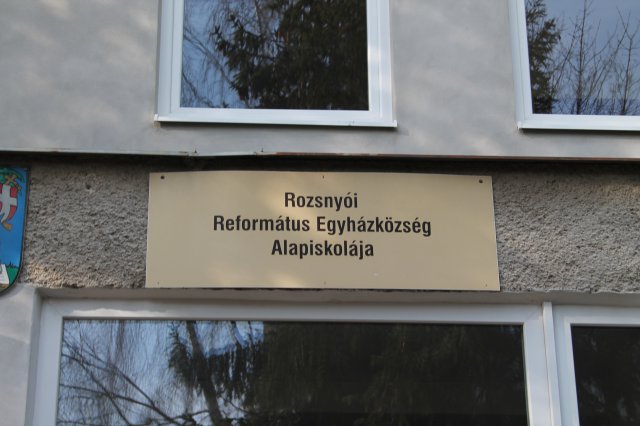 Rozsnyói
Református Egyházközség
Alapiskolája